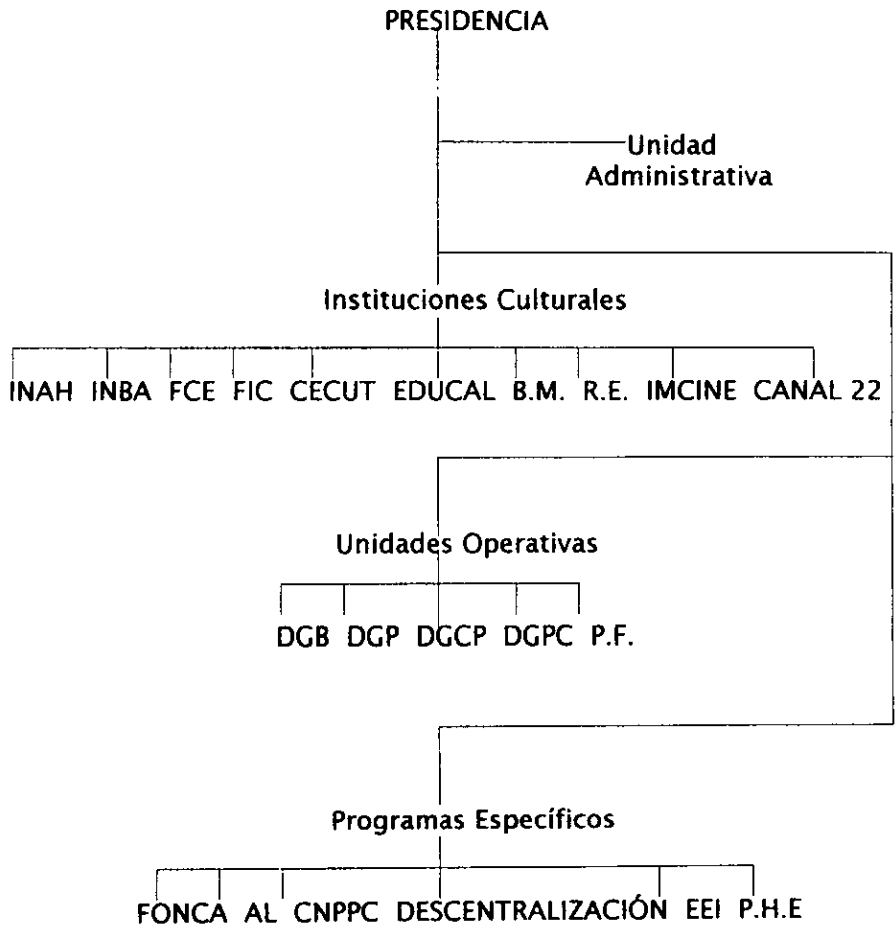 PRESIDENCIA
Unidad
Administrativa
Instituciones Culturales
INAH INBA FCE FIC CECUT EDUCAL B.M. R.E. IMCINE CANAL 22
Unidades Operativas
DGB DGP DGCP DGPC P.F.
Programas Específicos
FONCA AL CNPPC DESCENTRALIZACIÓN EEI P.H.E